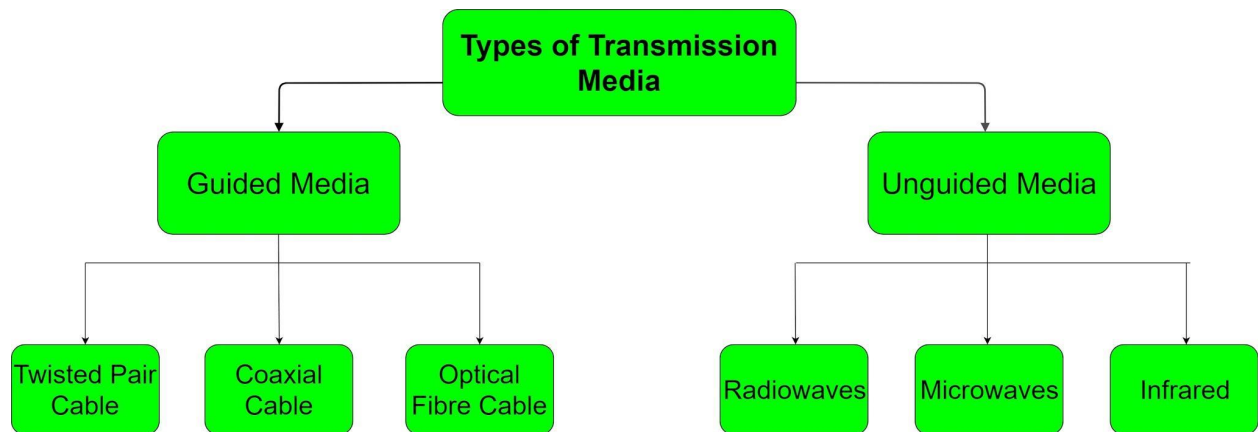 Types of Transmission
Media
Guided Media
Unguided Media
Twisted Pair
Cable
Coaxial
Cable
Optical
Fibre Cable
Radiowaves
Microwaves
Infrared